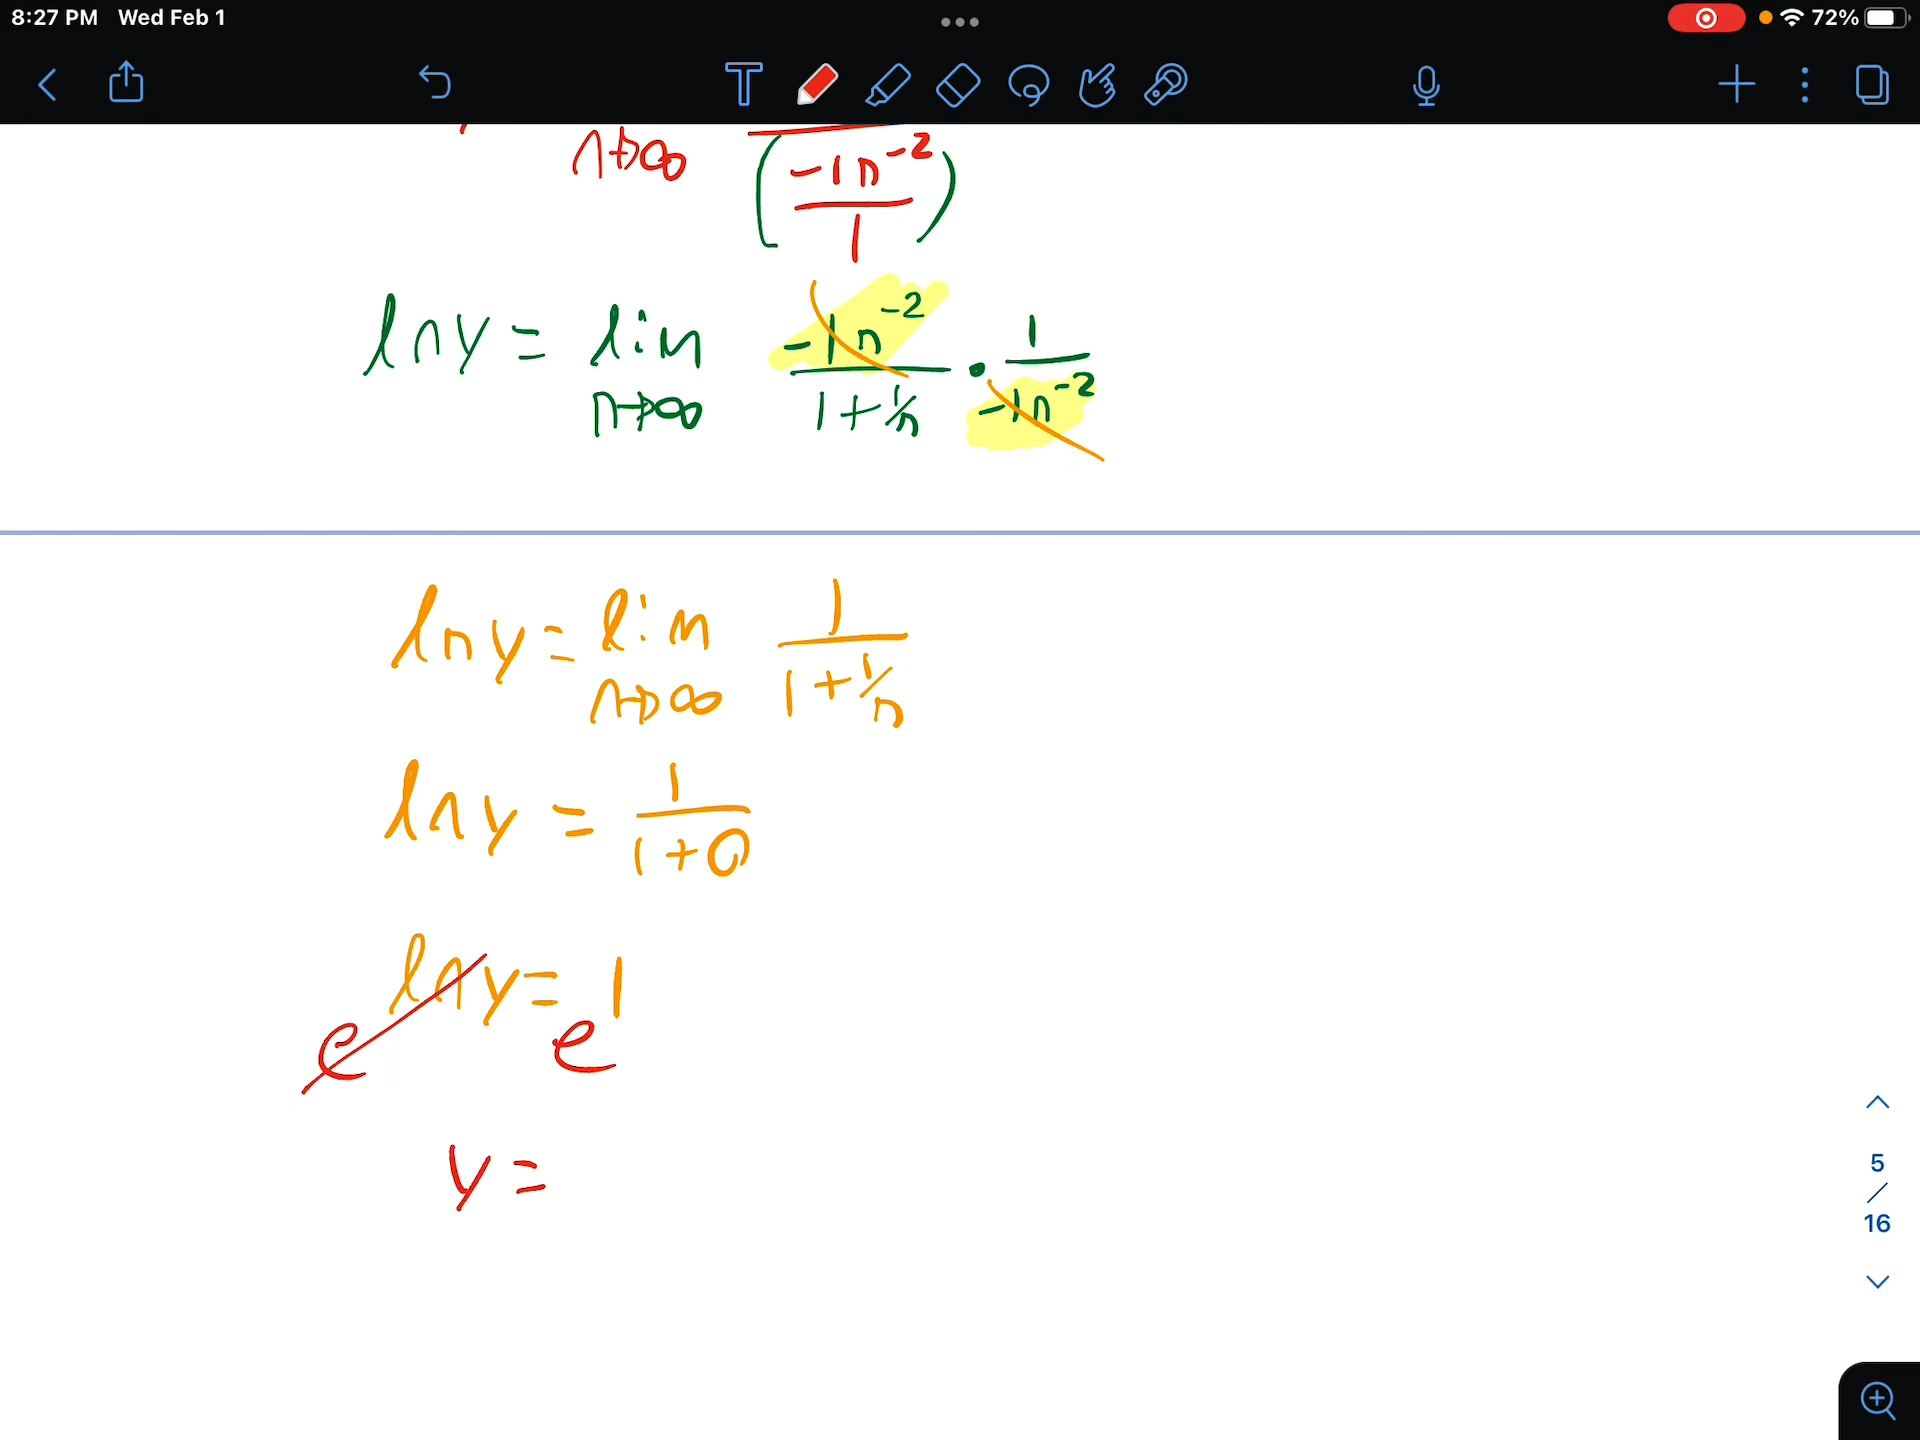 8:27 PM Wed Feb 1 72%
n→∞ (-1n⁻²/1)
ln y = lim n→∞ -1n⁻²/(1+1/n) • 1/(-1n⁻²)
ln y = lim n→∞ 1/(1+1/n)
ln y = 1/(1+0)
e^(ln y) = e^1
y =
5
/
16